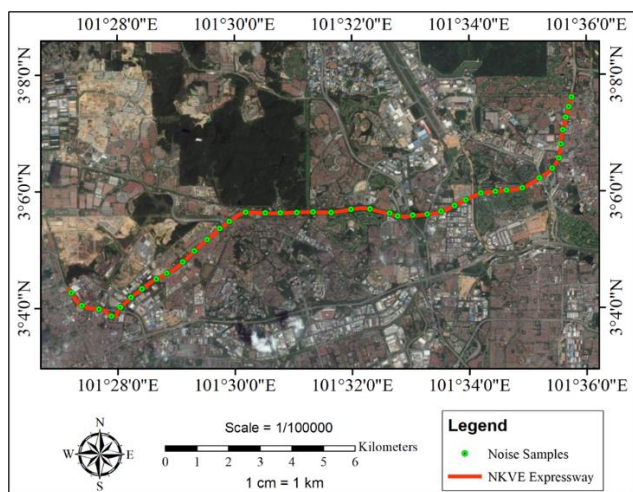 101°28'0"E 101°30'0"E 101°32'0"E 101°34'0"E 101°36'0"E
3°8'0"N 3°8'0"N
3°6'0"N 3°6'0"N
3°4'0"N 3°4'0"N
101°28'0"E 101°30'0"E 101°32'0"E 101°34'0"E 101°36'0"E
N
W E
S
Scale = 1/100000
Kilometers
0 1 2 3 4 5 6
1 cm = 1 km
Legend
Noise Samples
NKVE Expressway